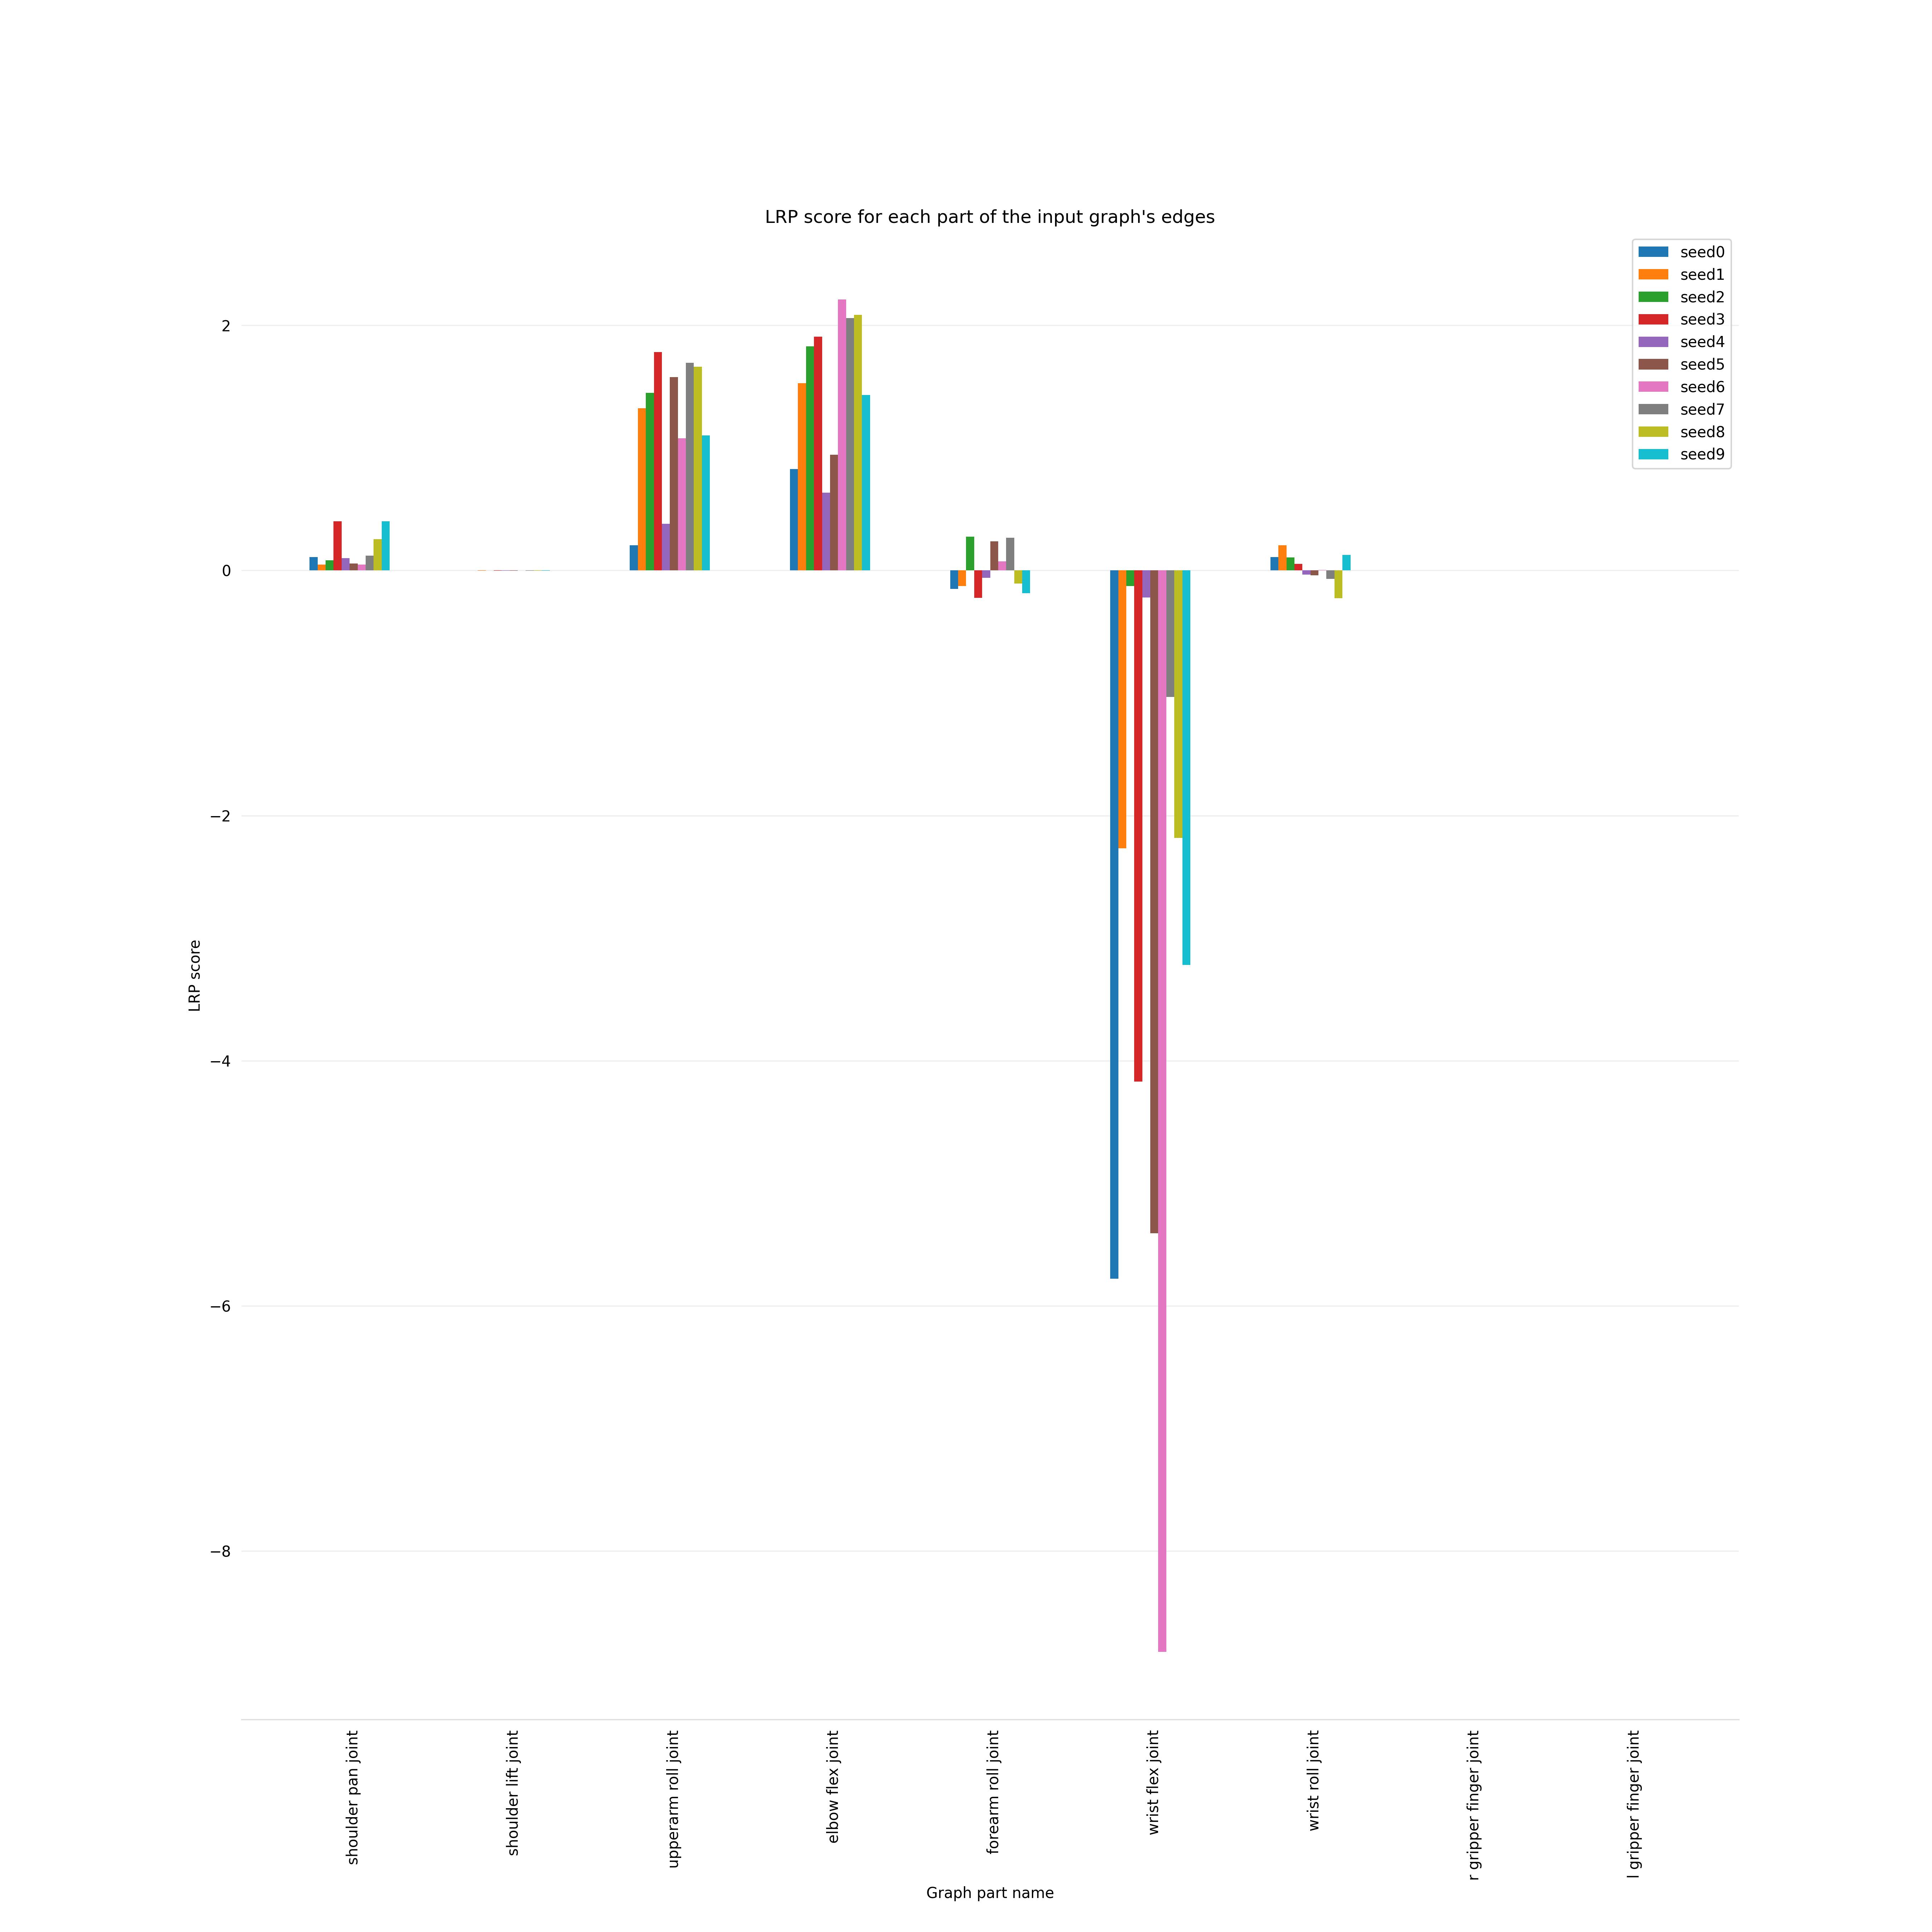 LRP score for each part of the input graph's edges
seed0
seed1
seed2
seed3
seed4
seed5
seed6
seed7
seed8
seed9
2
0
−2
−4
−6
−8
LRP score
shoulder pan joint
shoulder lift joint
upperarm roll joint
elbow flex joint
forearm roll joint
wrist flex joint
wrist roll joint
r gripper finger joint
l gripper finger joint
Graph part name